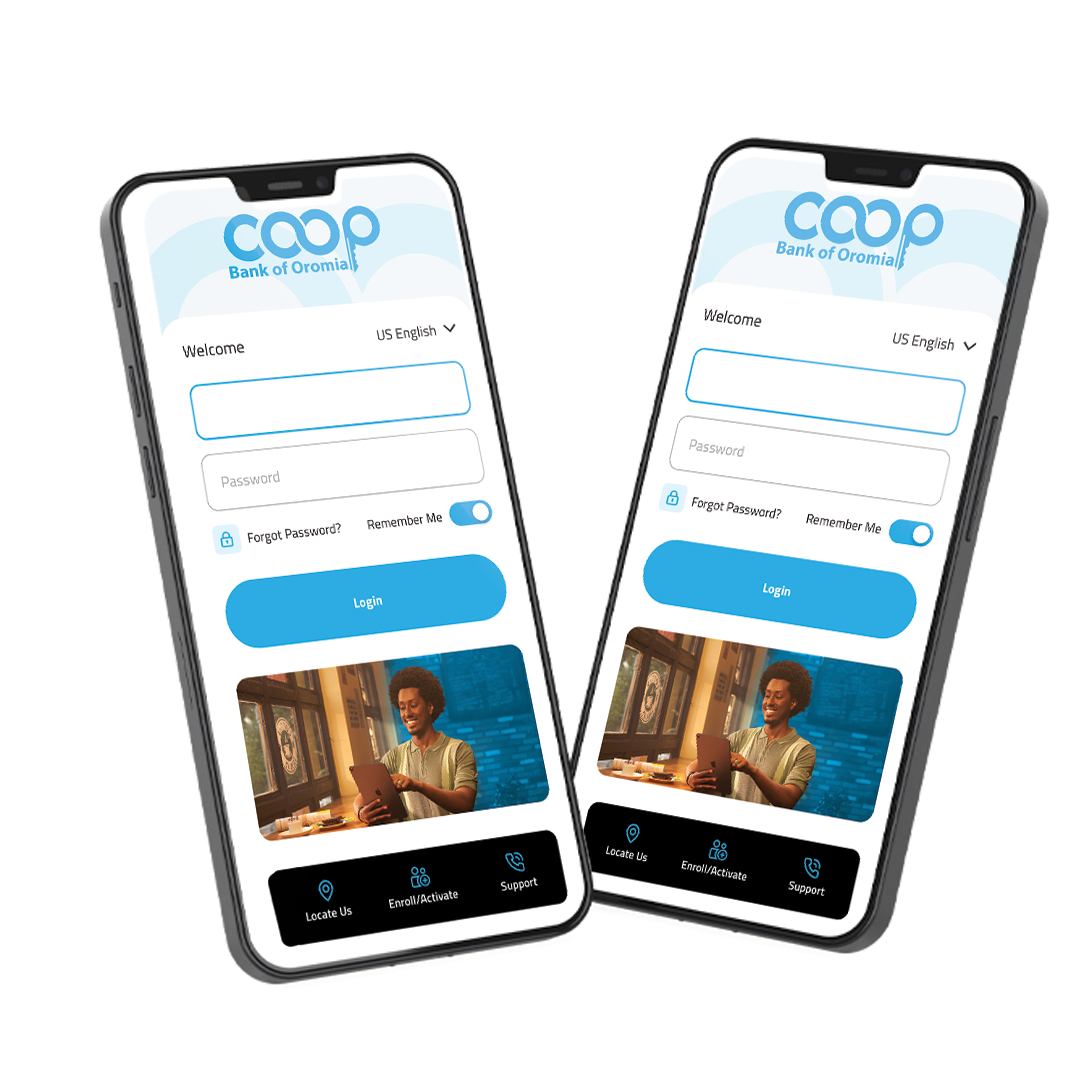 coop
Bank of Oromia
Welcome
US English
Password
Forgot Password?
Remember Me
Login
Locate Us
Enroll/Activate
Support
coop
Bank of Oromia
Welcome
US English
Password
Forgot Password?
Remember Me
Login
Locate Us
Enroll/Activate
Support